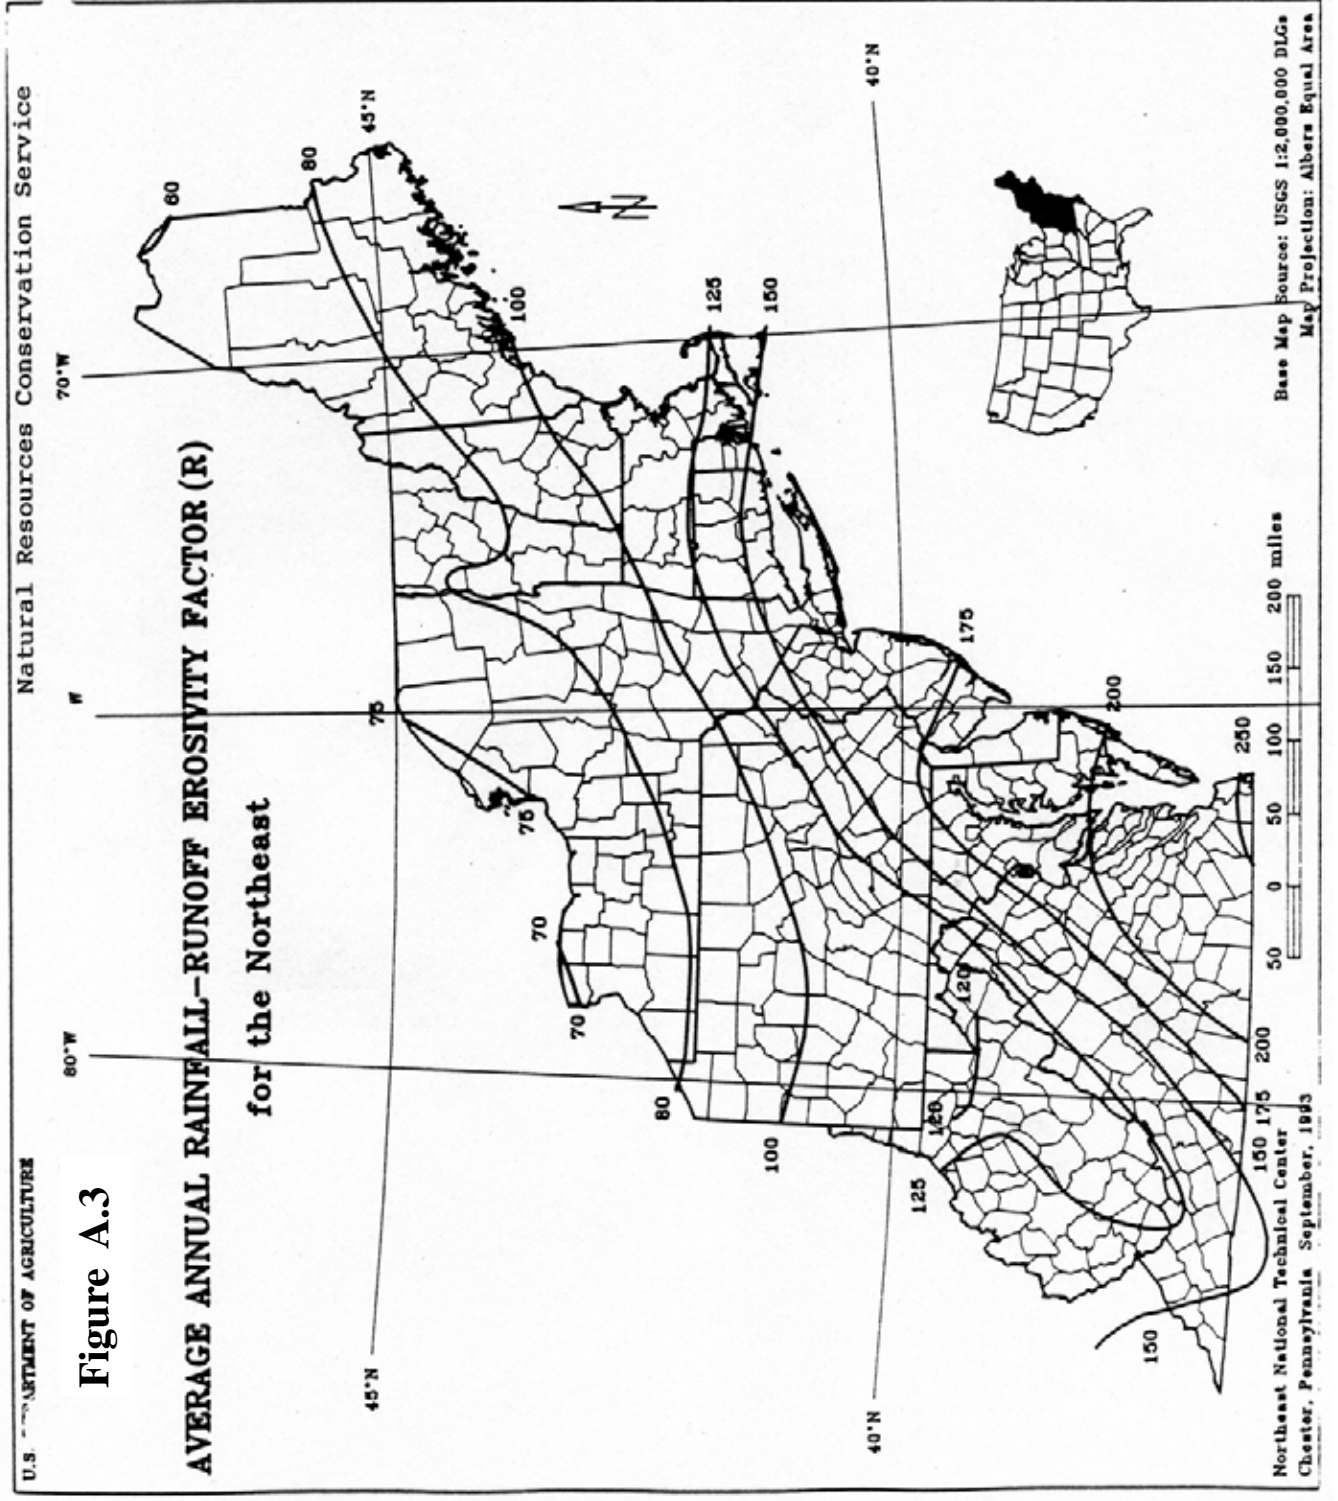 U.S. ARTMENT OF AGRICULTURE
Natural Resources Conservation Service
Figure A.3
AVERAGE ANNUAL RAINFALL-RUNOFF EROSIVITY FACTOR(R)
for the Northeast
80°W
W
70°W
45°N
45°N
40°N
40°N
60
80
75
75
70
70
80
100
100
125
150
N
120
120
125
150
175
200
250
150
175
200
50
0
50
100
150
200 miles
Northeast National Technical Center
Chester, Pennsylvania September, 1993
Base Map Source: USGS 1:2,000,000 DLGs
Map Projection: Albers Equal Area